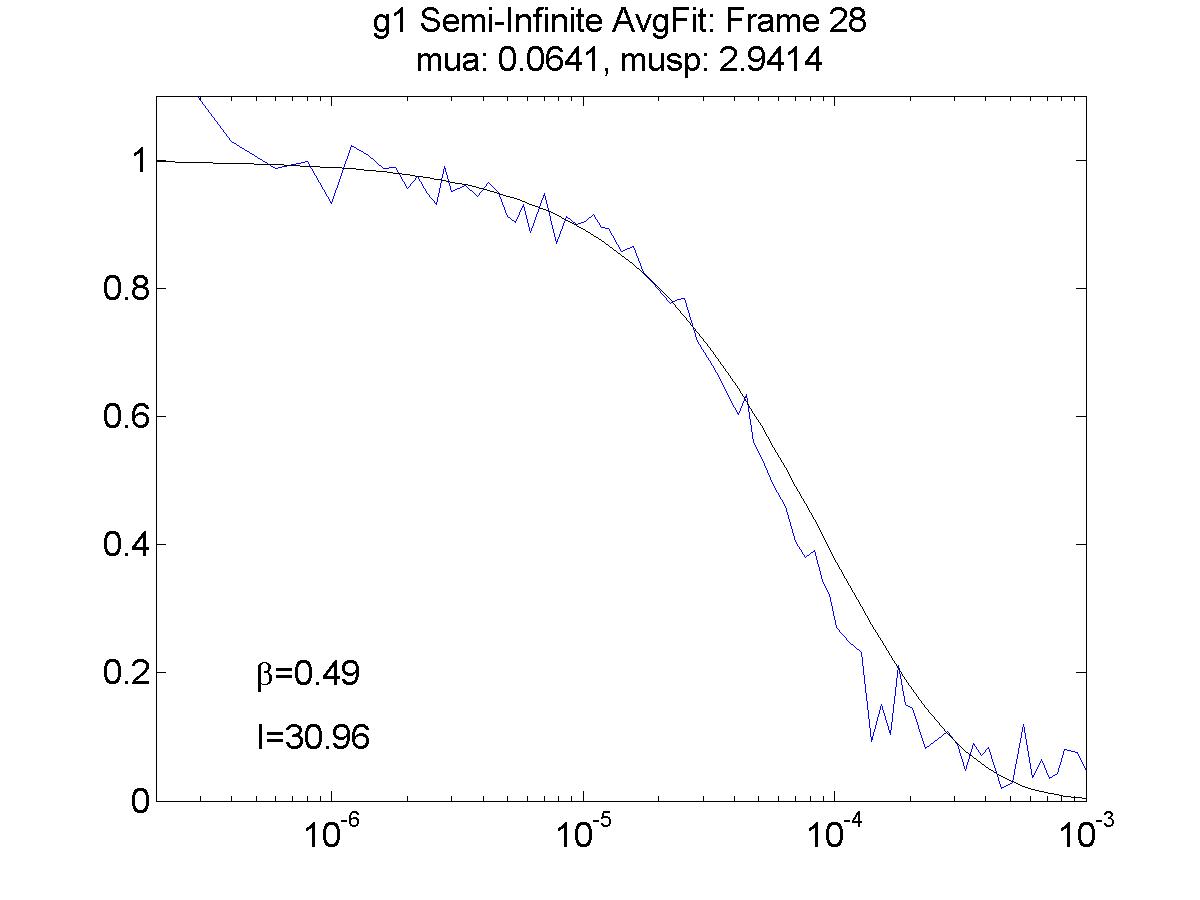 g1 Semi-Infinite AvgFit: Frame 28
mua: 0.0641, musp: 2.9414
1
0.8
0.6
0.4
0.2
0
β=0.49
I=30.96
10^-6
10^-5
10^-4
10^-3